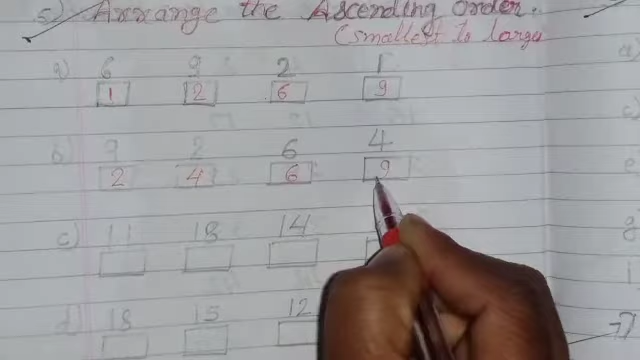 5) Arrange the Ascending Order.
(smallest to large
a) 6 9 2 1
1 2 6 9
b) 9 2 6 4
2 4 6 9
c) 11 18 14
d) 18 15 12